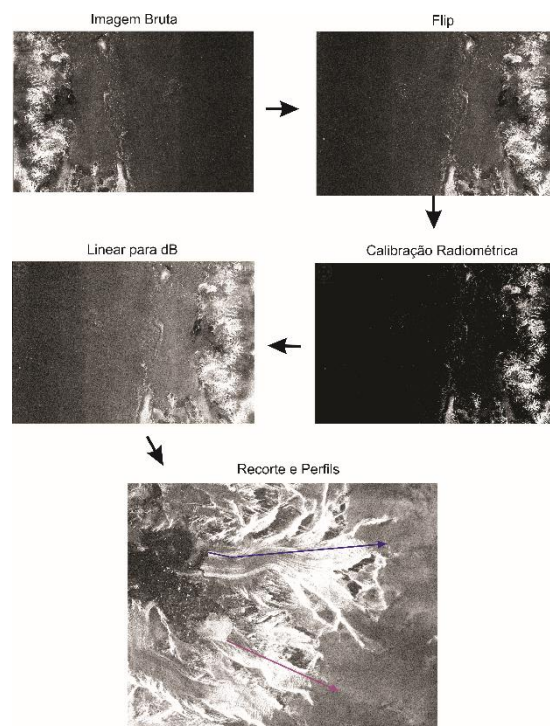 Imagem Bruta
Flip
Linear para dB
Calibração Radiométrica
Recorte e Perfils